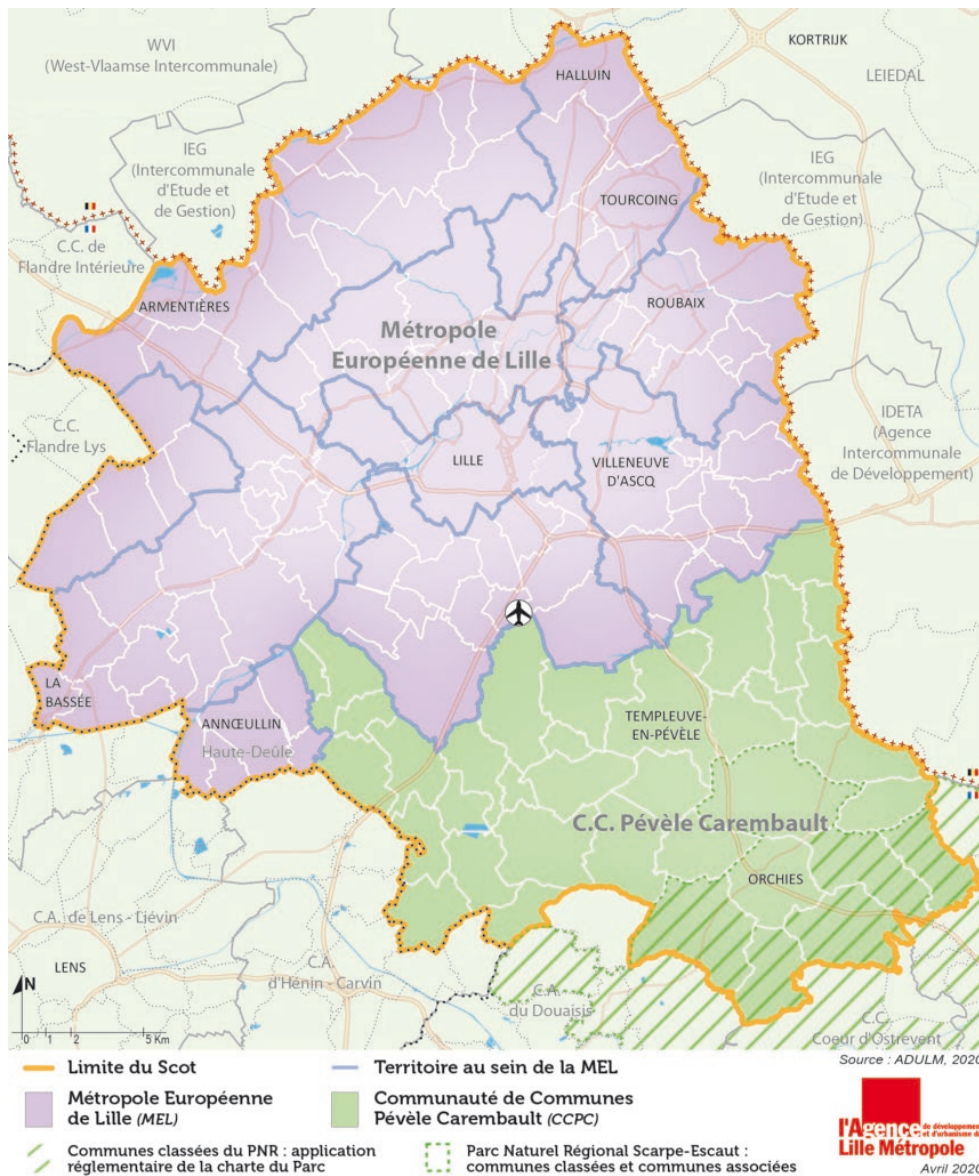 WVI
(West-Vlaamse Intercommunale)
KORTRIJK
HALLUIN
LEIEDAL
IEG
(Intercommunale
d'Etude et
de Gestion)
IEG
(Intercommunale
d'Etude et
de Gestion)
TOURCOING
C.C. de
Flandre Intérieure
ARMENTIÈRES
ROUBAIX
Métropole
Européenne de Lille
C.C.
Flandre Lys
IDETA
(Agence
Intercommunale
de Développement)
LILLE
VILLENEUVE
D'ASCQ
LA
BASSÉE
ANNŒULLIN
Haute-Deûle
TEMPLEUVE-
EN-PÉVÈLE
C.C. Pévèle Carembault
ORCHIES
C.A. de Lens - Liévin
LENS
C.A.
d'Hénin - Carvin
C.A.
du Douaisis
C.C.
Coeur d'Ostrevent
N
0 1 2 5 Km
Source : ADULM, 2020
Limite du Scot
Territoire au sein de la MEL
Métropole Européenne
de Lille (MEL)
Communauté de Communes
Pévèle Carembault (CCPC)
Communes classées du PNR : application
réglementaire de la charte du Parc
Parc Naturel Régional Scarpe-Escaut :
communes classées et communes associées
l'Agence de développement et d'urbanisme de
Lille Métropole
Avril 2020